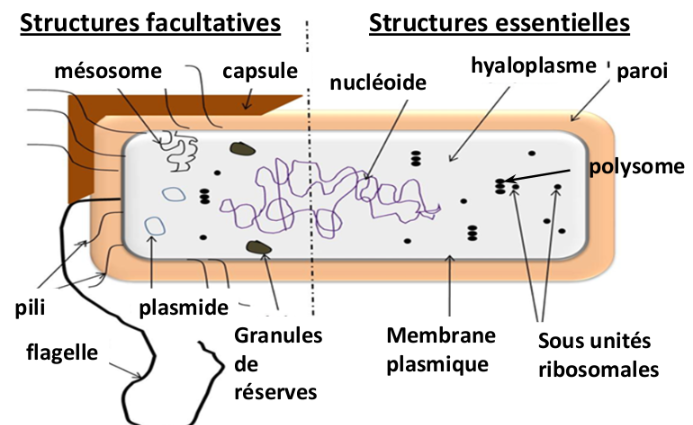 Structures facultatives
Structures essentielles
mésosome
capsule
nucléoide
hyaloplasme
paroi
polysome
pili
plasmide
flagelle
Granules
de
réserves
Membrane
plasmique
Sous unités
ribosomales